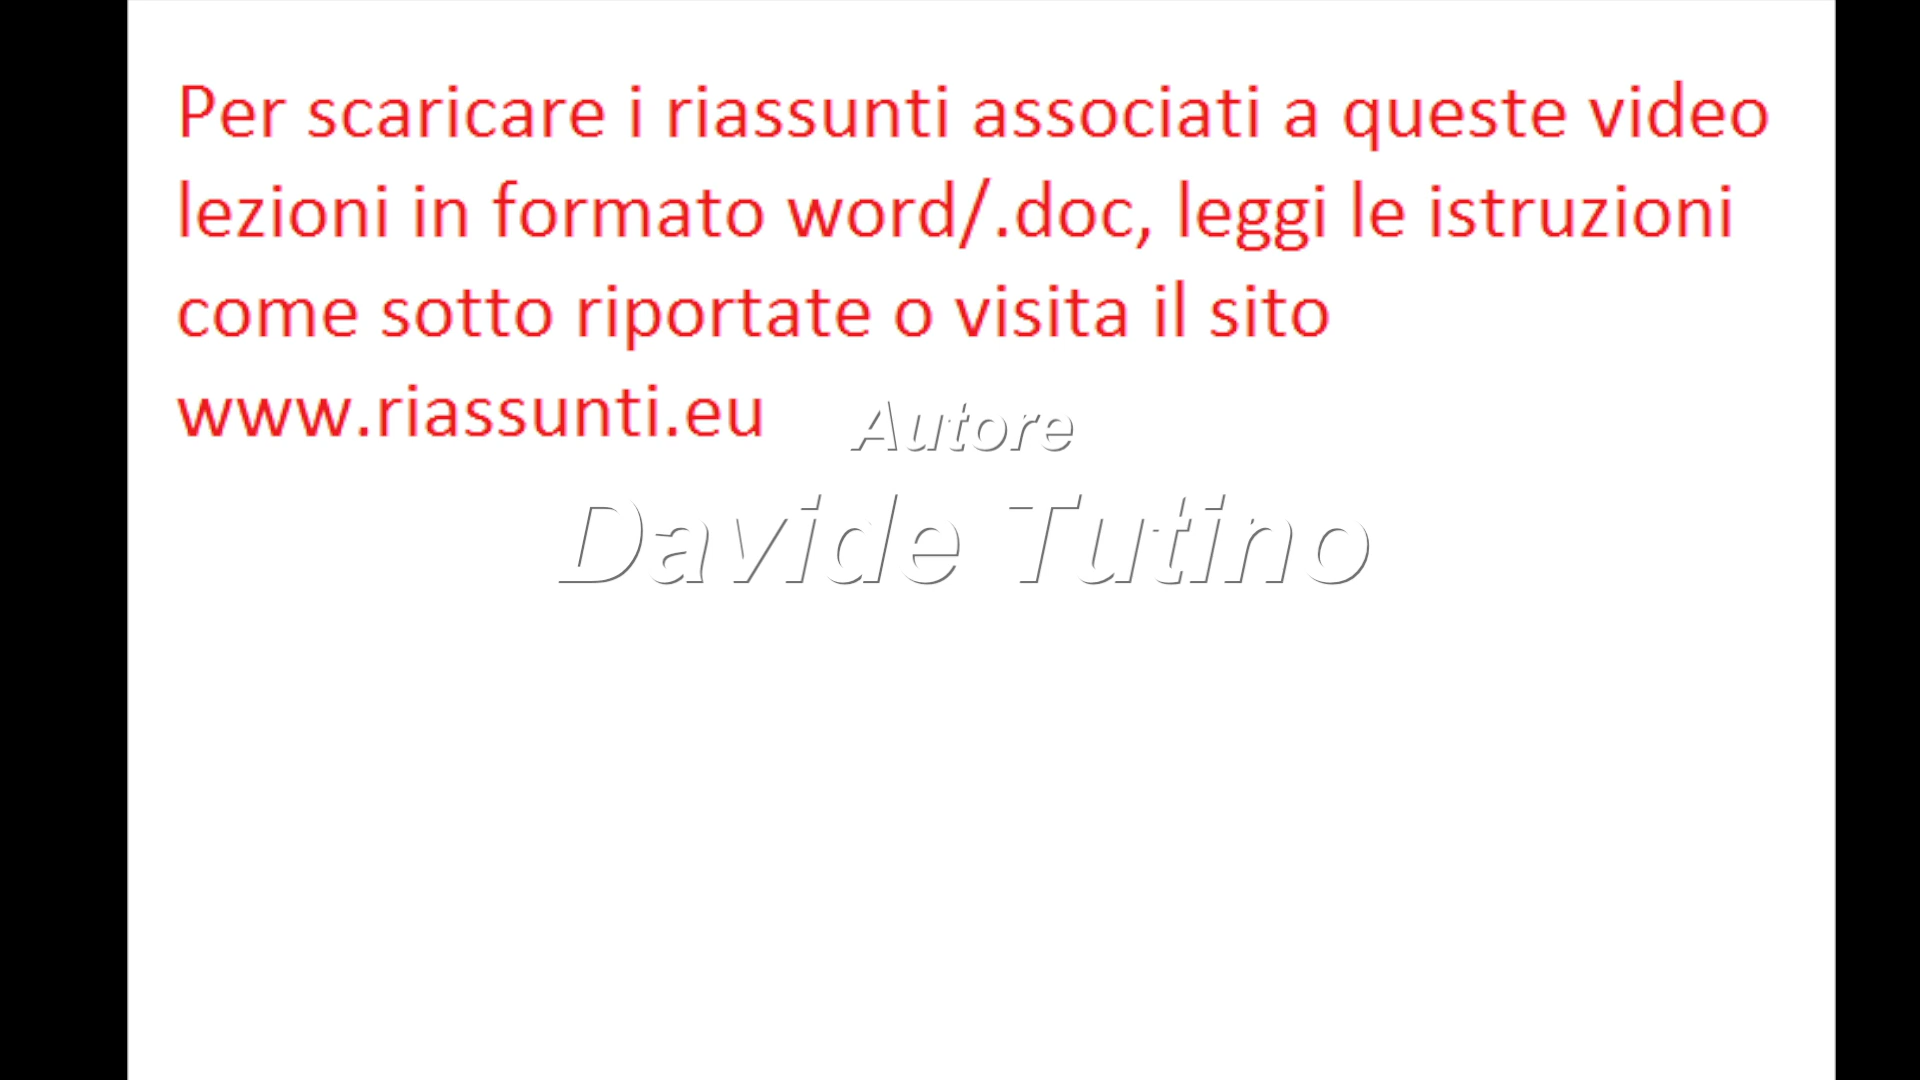 Per scaricare i riassunti associati a queste video
lezioni in formato word/.doc, leggi le istruzioni
come sotto riportate o visita il sito
www.riassunti.eu
Autore
Davide Tutino